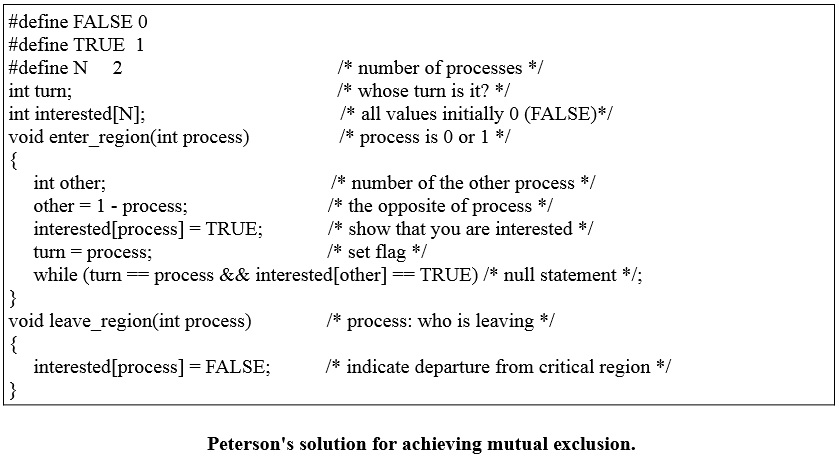 #define FALSE 0
#define TRUE 1
#define N 2 /* number of processes */
int turn; /* whose turn is it? */
int interested[N]; /* all values initially 0 (FALSE)*/
void enter_region(int process) /* process is 0 or 1 */
{
int other; /* number of the other process */
other = 1 - process; /* the opposite of process */
interested[process] = TRUE; /* show that you are interested */
turn = process; /* set flag */
while (turn == process && interested[other] == TRUE) /* null statement */;
}
void leave_region(int process) /* process: who is leaving */
{
interested[process] = FALSE; /* indicate departure from critical region */
}
Peterson's solution for achieving mutual exclusion.